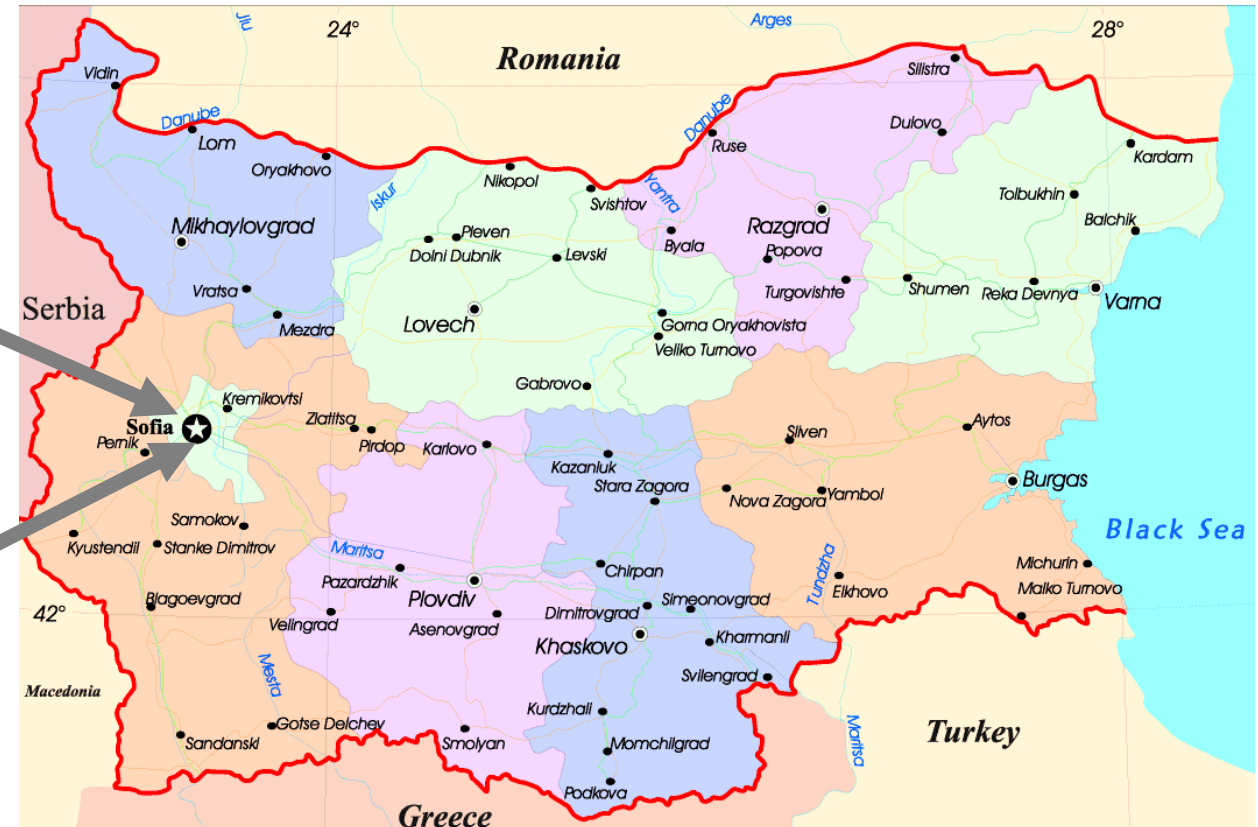 Jiu
24°
Arges
28°
Romania
Vidin
Silistra
Danube
Danube
Lom
Dulovo
Ruse
Oryakhovo
Kardam
Nikopol
Iskur
Yantra
Svishtov
Tolbukhin
Mikhaylovgrad
Razgrad
Balchik
Pleven
Byala
Dolni Dubnik
Levski
Popova
Vratsa
Turgovishte
Shumen
Reka Devnya
Varna
Serbia
Mezdra
Lovech
Gorna Oryakhovista
Veliko Turnovo
Gabrovo
Kremikovtsi
Zlatitsa
Sofia
Aytos
Pernik
Pirdop
Karlovo
Sliven
Kazanluk
Stara Zagora
Nova Zagora
Yambol
Burgas
Samokov
Black Sea
Kyustendil
Stanke Dimitrov
Maritsa
Michurin
Chirpan
Tundzha
Pazardzhik
Elkhovo
Malko Turnovo
Plovdiv
Blagoevgrad
Dimitrovgrad
Simeonovgrad
42°
Velingrad
Asenovgrad
Khaskovo
Kharmanli
Mesta
Svilengrad
Macedonia
Kurdzhali
Gotse Delchev
Maritsa
Turkey
Sandanski
Smolyan
Momchilgrad
Podkova
Greece